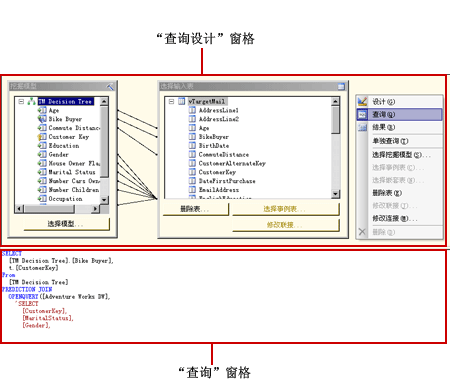 “查询设计”窗格
挖掘模型
TM Decision Tree
Age
Bike Buyer
Commute Distance
Customer Key
Education
Gender
House Owner Fla
Marital Status
Number Cars Owne
Number Children
Occupation
选择模型...
选择输入表
vTargetMail
AddressLine1
AddressLine2
Age
BikeBuyer
BirthDate
CommuteDistance
CustomerAlternateKey
CustomerKey
DateFirstPurchase
EmailAddress
删除表...
选择事例表...
修改联接...
设计(G)
查询(Q)
结果(R)
单独查询(T)
选择挖掘模型(S)...
选择事例表(C)...
选择嵌套表(E)...
删除表(R)
修改联接(J)...
修改连接(M)...
删除(D)
SELECT
[TM Decision Tree].[Bike Buyer],
t.[CustomerKey]
From
[TM Decision Tree]
PREDICTION JOIN
OPENQUERY([Adventure Works DW],
'SELECT
[CustomerKey],
[MaritalStatus],
[Gender],
“查询”窗格